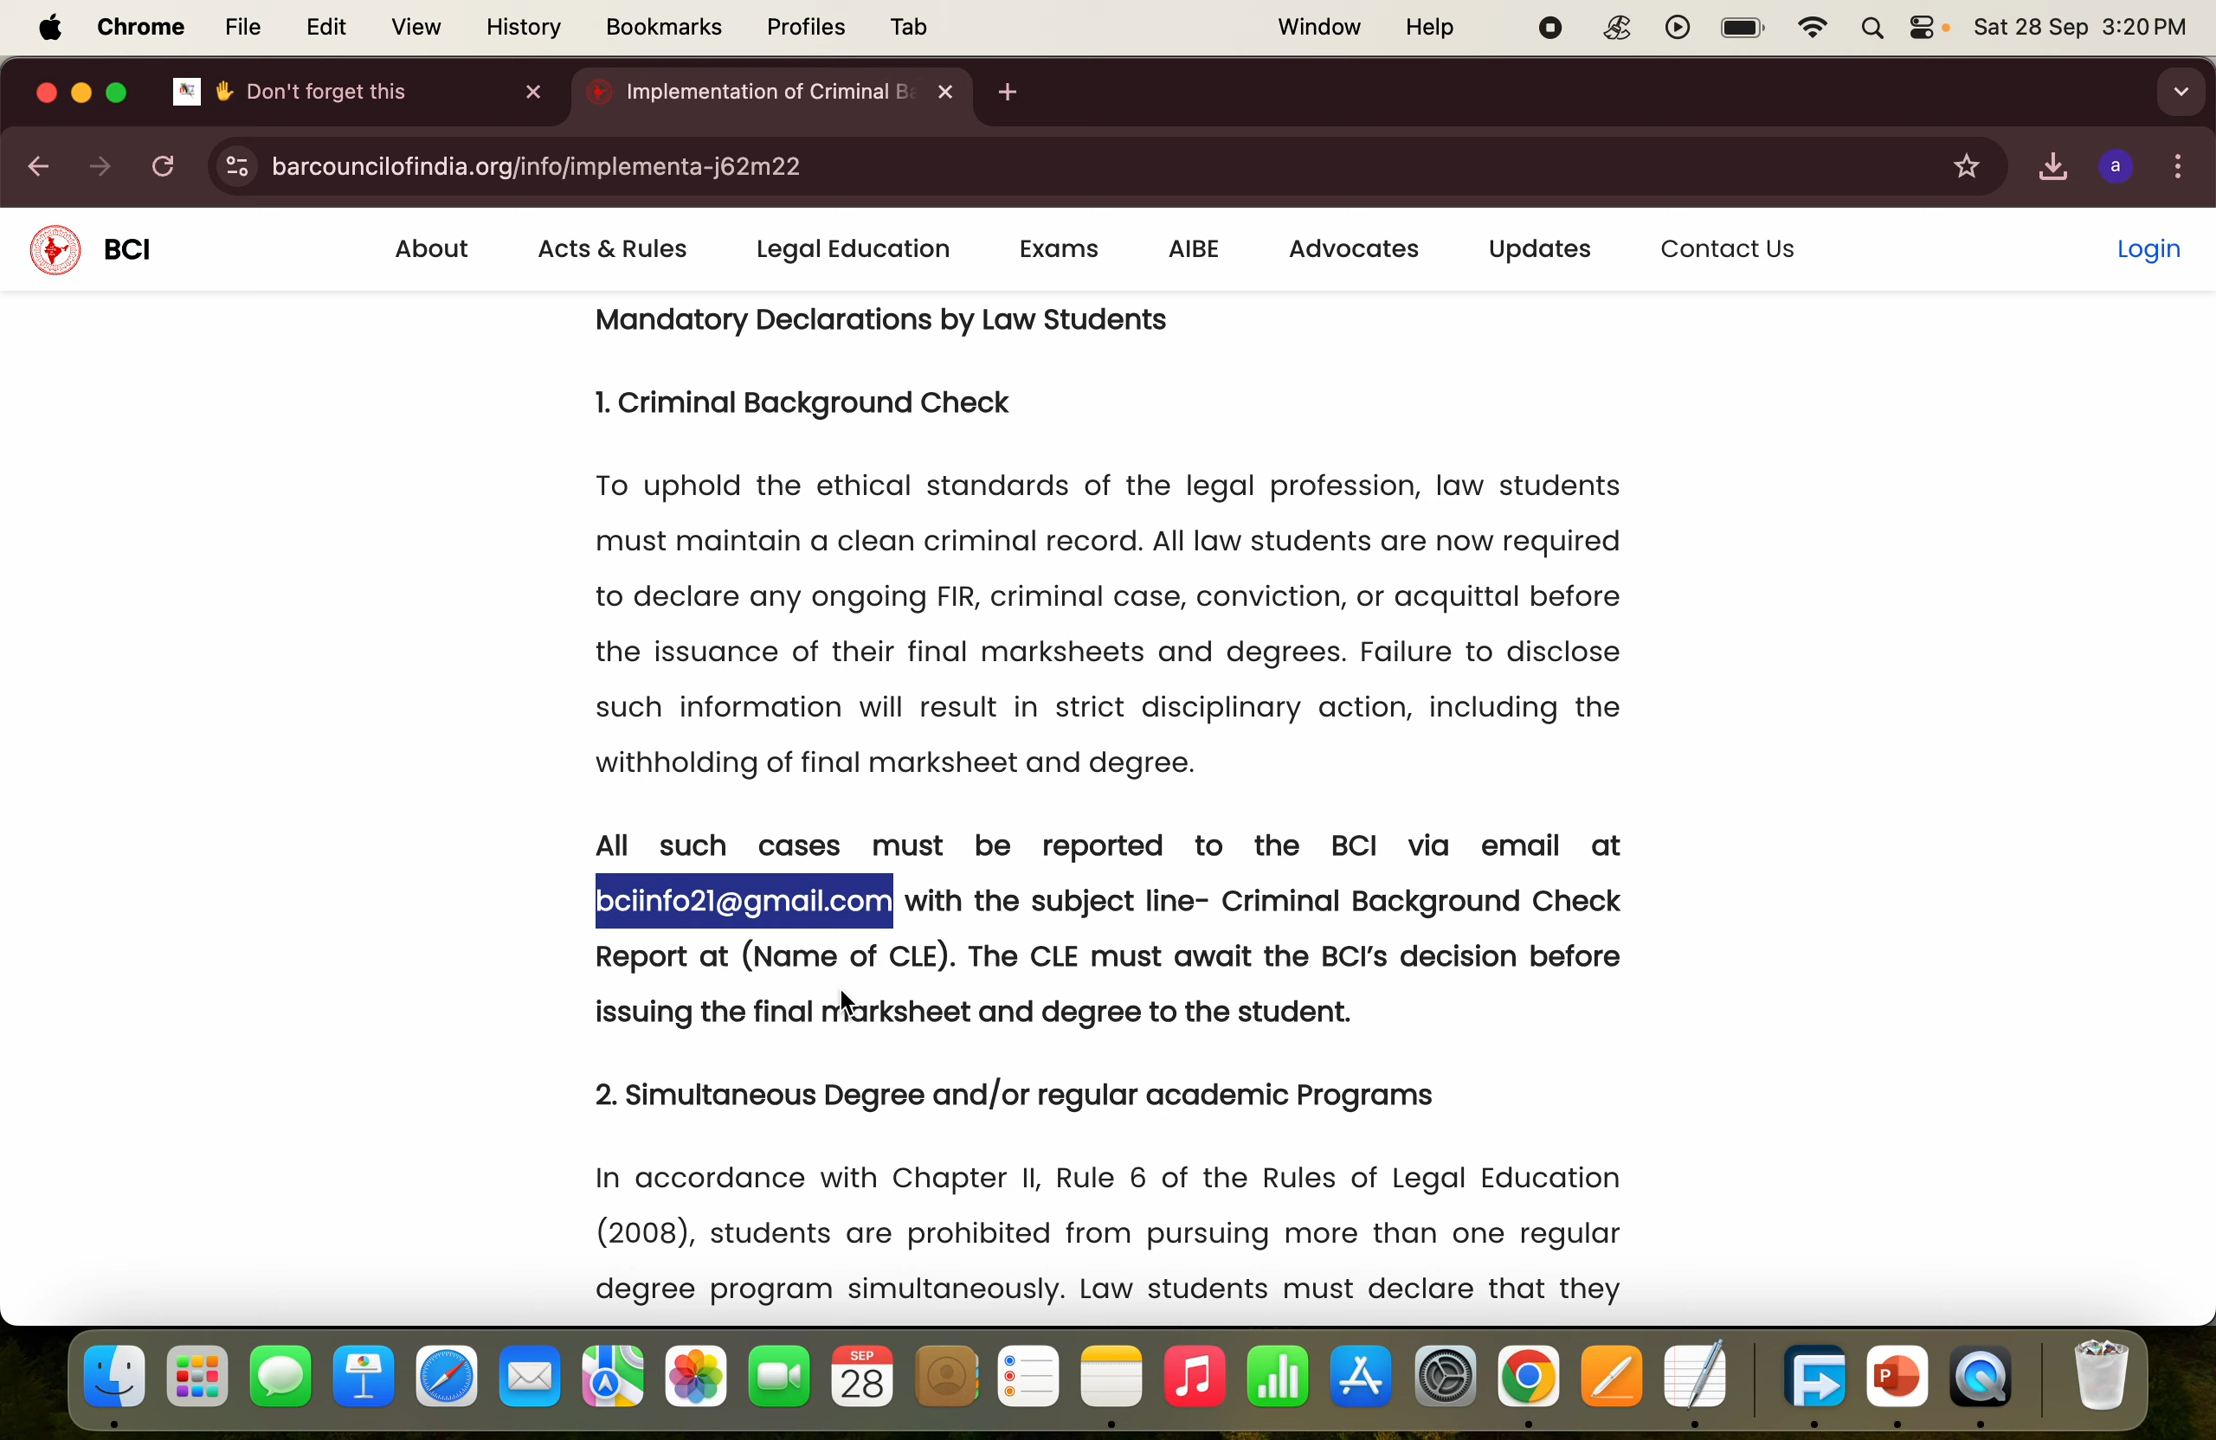 Chrome File Edit View History Bookmarks Profiles Tab Window Help Sat 28 Sep 3:20 PM
Don't forget this Implementation of Criminal Ba
barcouncilofindia.org/info/implementa-j62m22 a
BCI About Acts & Rules Legal Education Exams AIBE Advocates Updates Contact Us Login
Mandatory Declarations by Law Students
1. Criminal Background Check
To uphold the ethical standards of the legal profession, law students
must maintain a clean criminal record. All law students are now required
to declare any ongoing FIR, criminal case, conviction, or acquittal before
the issuance of their final marksheets and degrees. Failure to disclose
such information will result in strict disciplinary action, including the
withholding of final marksheet and degree.
All such cases must be reported to the BCI via email at
bciinfo21@gmail.com with the subject line- Criminal Background Check
Report at (Name of CLE). The CLE must await the BCI’s decision before
issuing the final marksheet and degree to the student.
2. Simultaneous Degree and/or regular academic Programs
In accordance with Chapter II, Rule 6 of the Rules of Legal Education
(2008), students are prohibited from pursuing more than one regular
degree program simultaneously. Law students must declare that they
SEP
28
P